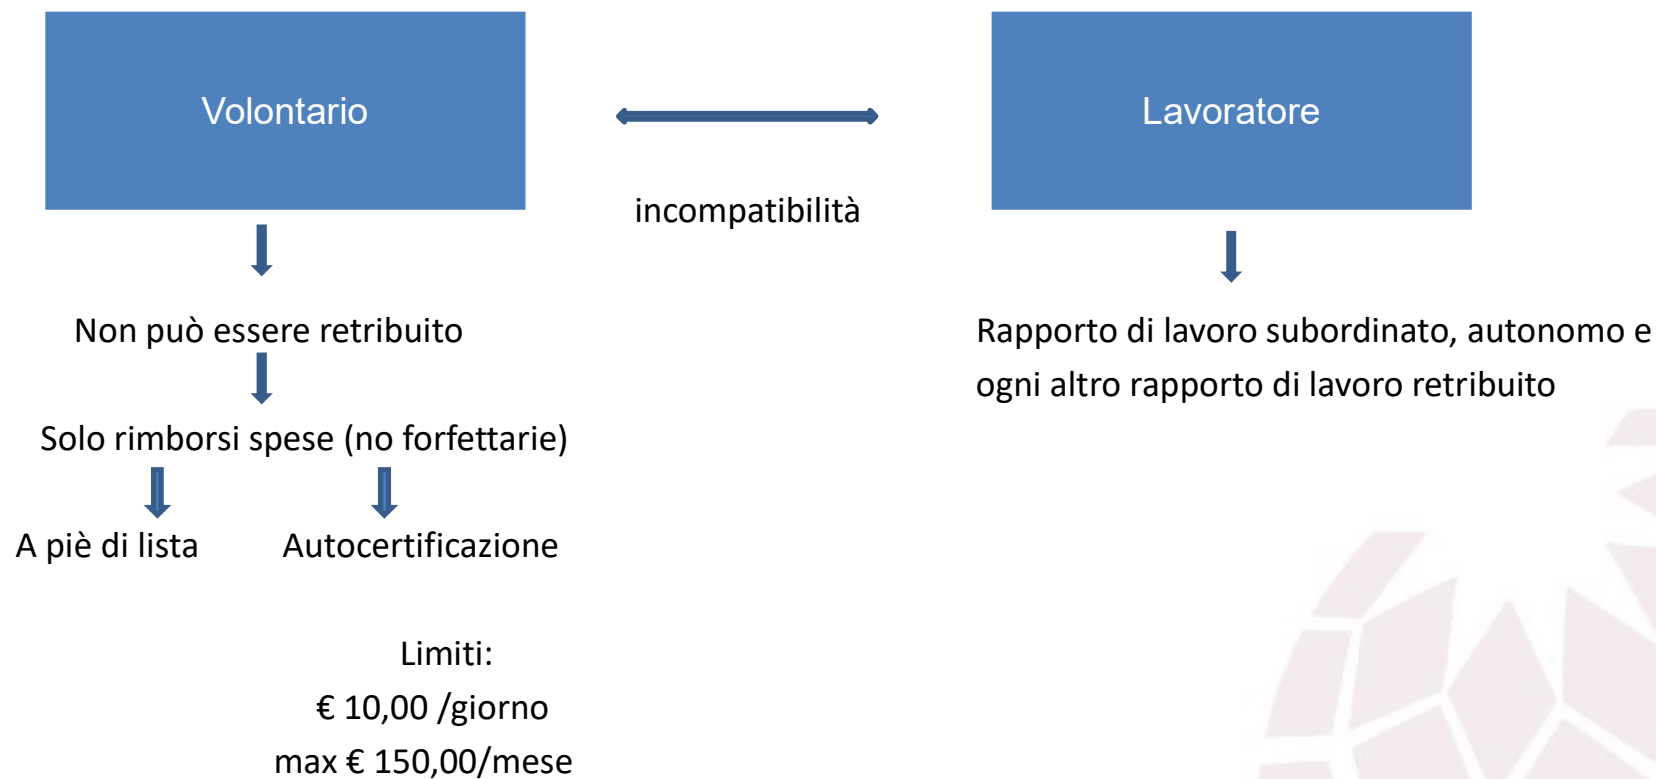 Volontario
Lavoratore
incompatibilità
Non può essere retribuito
Rapporto di lavoro subordinato, autonomo e
ogni altro rapporto di lavoro retribuito
Solo rimborsi spese (no forfettarie)
A piè di lista
Autocertificazione
Limiti:
€ 10,00 /giorno
max € 150,00/mese